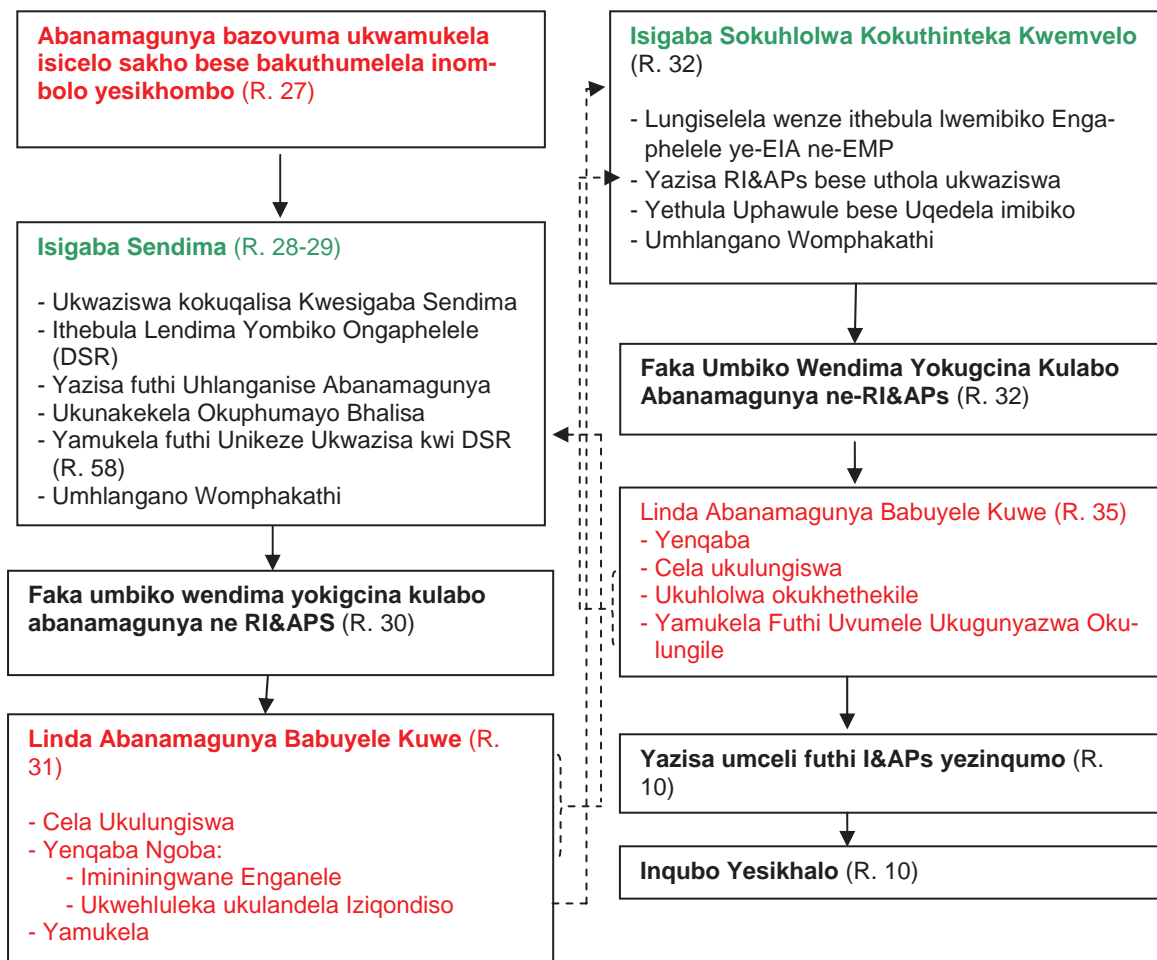 Abanamagunya bazovuma ukwamukela
isicelo sakho bese bakuthumelela inom-
bolo yesikhombo (R. 27)
Isigaba Sendima (R. 28-29)
- Ukwaziswa kokuqalisa Kwesigaba Sendima
- Ithebula Lendima Yombiko Ongaphelele
(DSR)
- Yazisa futhi Uhlanganise Abanamagunya
- Ukunakekela Okuphumayo Bhalisa
- Yamukela futhi Unikeze Ukwazisa kwi DSR
(R. 58)
- Umhlangano Womphakathi
Faka umbiko wendima yokigcina kulabo
abanamagunya ne RI&APS (R. 30)
Linda Abanamagunya Babuyele Kuwe (R.
31)
- Cela Ukulungiswa
- Yenqaba Ngoba:
- Imininingwane Enganele
- Ukwehluleka ukulandela Iziqondiso
- Yamukela
Isigaba Sokuhlolwa Kokuthinteka Kwemvelo
(R. 32)
- Lungiselela wenze ithebula lwemibiko Enga-
phelele ye-EIA ne-EMP
- Yazisa RI&APs bese uthola ukwaziswa
- Yethula Uphawule bese Uqedela imibiko
- Umhlangano Womphakathi
Faka Umbiko Wendima Yokugcina Kulabo
Abanamagunya ne-RI&APs (R. 32)
Linda Abanamagunya Babuyele Kuwe (R. 35)
- Yenqaba
- Cela ukulungiswa
- Ukuhlolwa okukhethekile
- Yamukela Futhi Uvumele Ukugunyazwa Oku-
lungile
Yazisa umceli futhi I&APs yezinqumo (R.
10)
Inqubo Yesikhalo (R. 10)